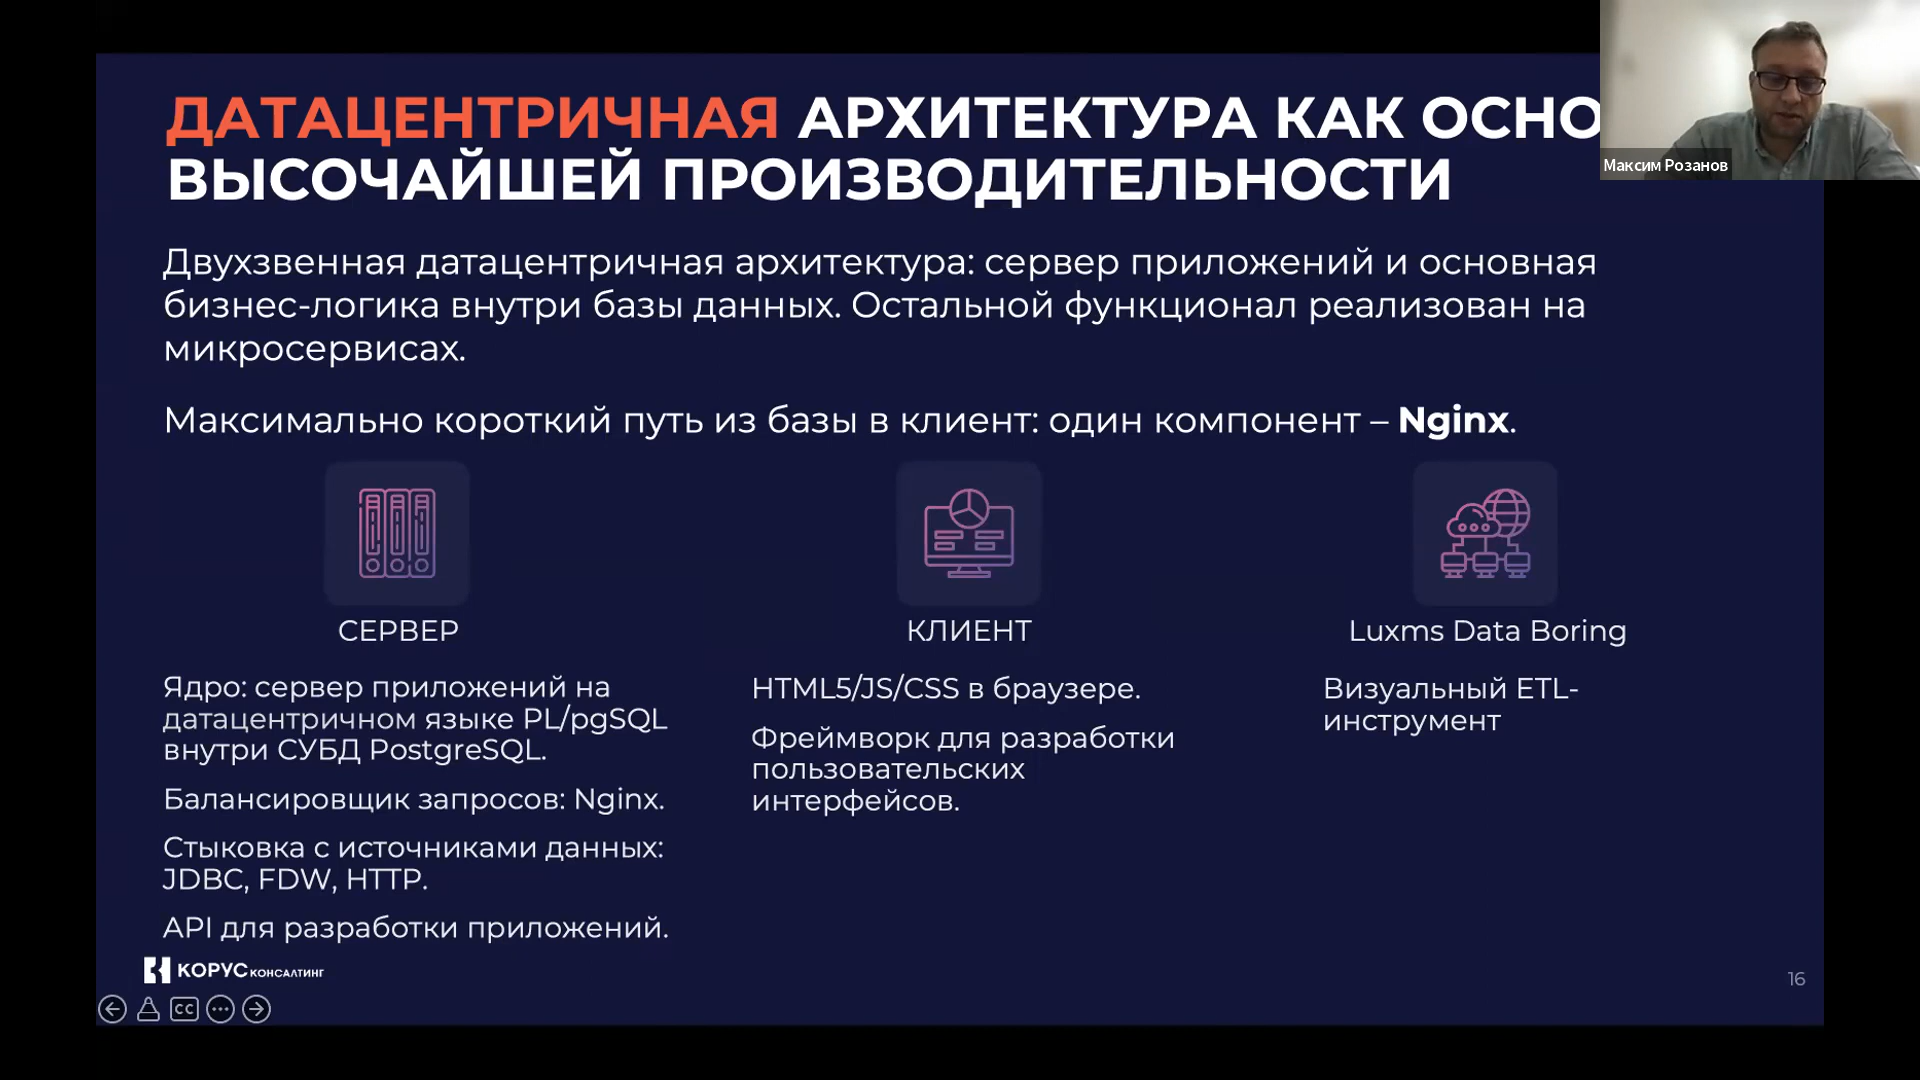 ДАТАЦЕНТРИЧНАЯ АРХИТЕКТУРА КАК ОСНО
ВЫСОЧАЙШЕЙ ПРОИЗВОДИТЕЛЬНОСТИ
Максим Розанов
Двухзвенная датацентричная архитектура: сервер приложений и основная
бизнес-логика внутри базы данных. Остальной функционал реализован на
микросервисах.
Максимально короткий путь из базы в клиент: один компонент – Nginx.
СЕРВЕР
Ядро: сервер приложений на
датацентричном языке PL/pgSQL
внутри СУБД PostgreSQL.
Балансировщик запросов: Nginx.
Стыковка с источниками данных:
JDBC, FDW, HTTP.
API для разработки приложений.
КЛИЕНТ
HTML5/JS/CSS в браузере.
Фреймворк для разработки
пользовательских
интерфейсов.
Luxms Data Boring
Визуальный ETL-
инструмент
КОРУС КОНСАЛТИНГ
16
CC